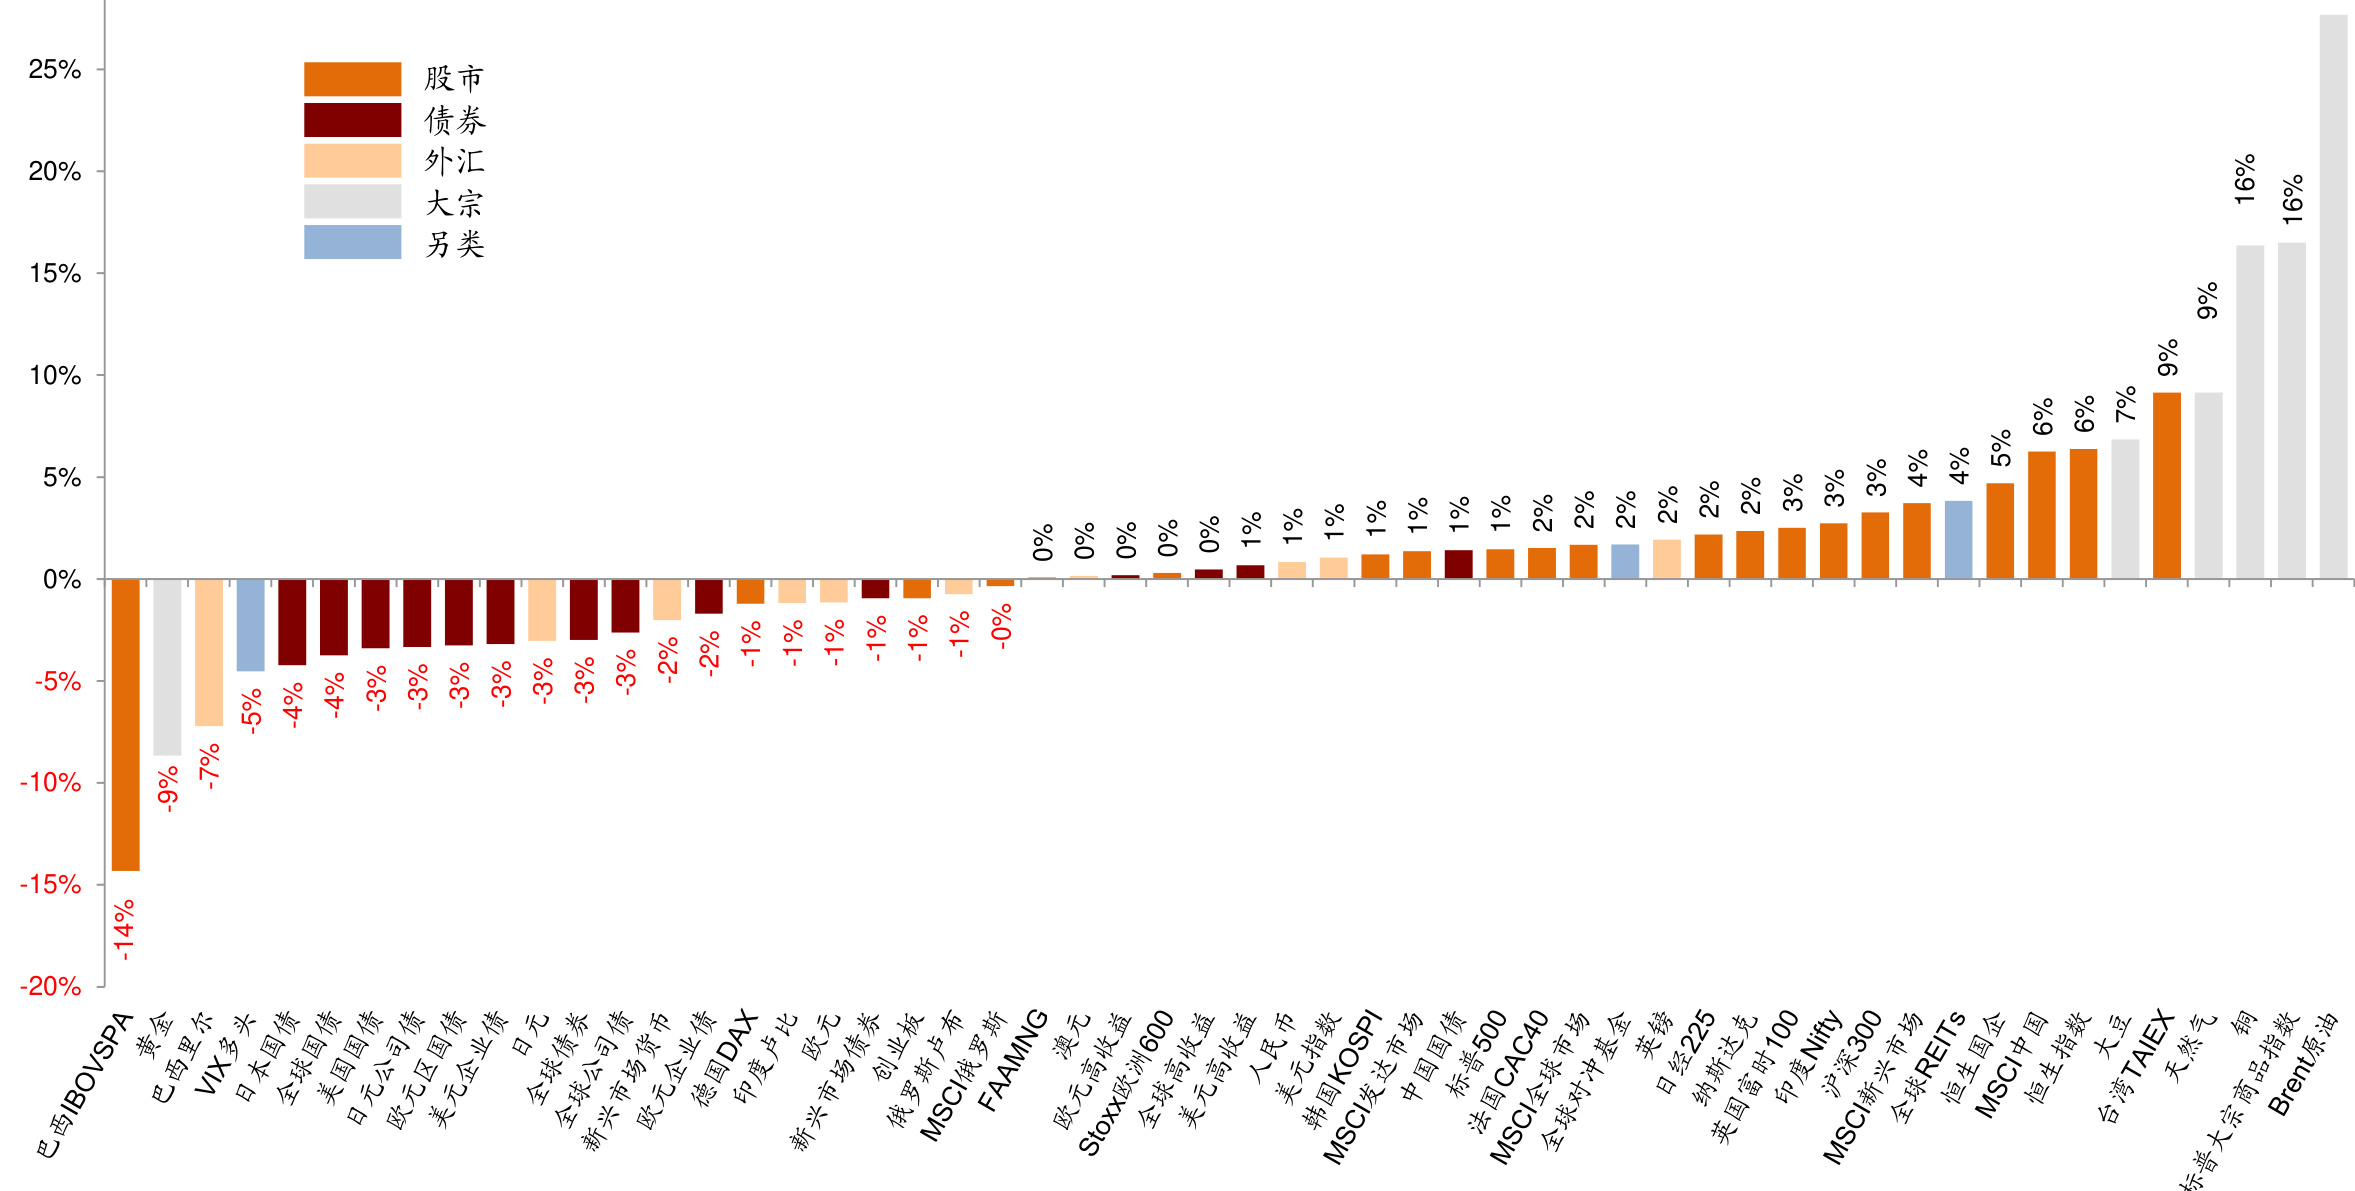 25%
20%
15%
10%
5%
0%
-5%
-10%
-15%
-20%
股市
债券
外汇
大宗
另类
-14%
-9%
-7%
-5%
-4%
-4%
-3%
-3%
-3%
-3%
-3%
-3%
-3%
-2%
-2%
-1%
-1%
-1%
-1%
-1%
-1%
-0%
0%
0%
0%
0%
0%
1%
1%
1%
1%
1%
1%
1%
2%
2%
2%
2%
2%
2%
3%
3%
3%
4%
4%
5%
6%
6%
7%
9%
9%
16%
16%
巴西IBOVSPA
黄金
巴西里尔
VIX多头
日本国债
全球国债
美国国债
日元公司债
欧元区国债
美元企业债
日元
全球债券
全球公司债
新兴市场货币
欧元企业债
德国DAX
印度卢比
欧元
新兴市场债券
创业板
俄罗斯卢布
MSCI俄罗斯
FAAMNG
澳元
欧元高收益
Stoxx欧洲600
全球高收益
美元高收益
人民币
美元指数
韩国KOSPI
MSCI发达市场
中国国债
标普500
法国CAC40
MSCI全球市场
全球对冲基金
英镑
日经225
纳斯达克
英国富时100
印度Nifty
沪深300
MSCI新兴市场
全球REITs
恒生国企
MSCI中国
恒生指数
大豆
台湾TAIEX
天然气
铜
标普大宗商品指数
Brent原油